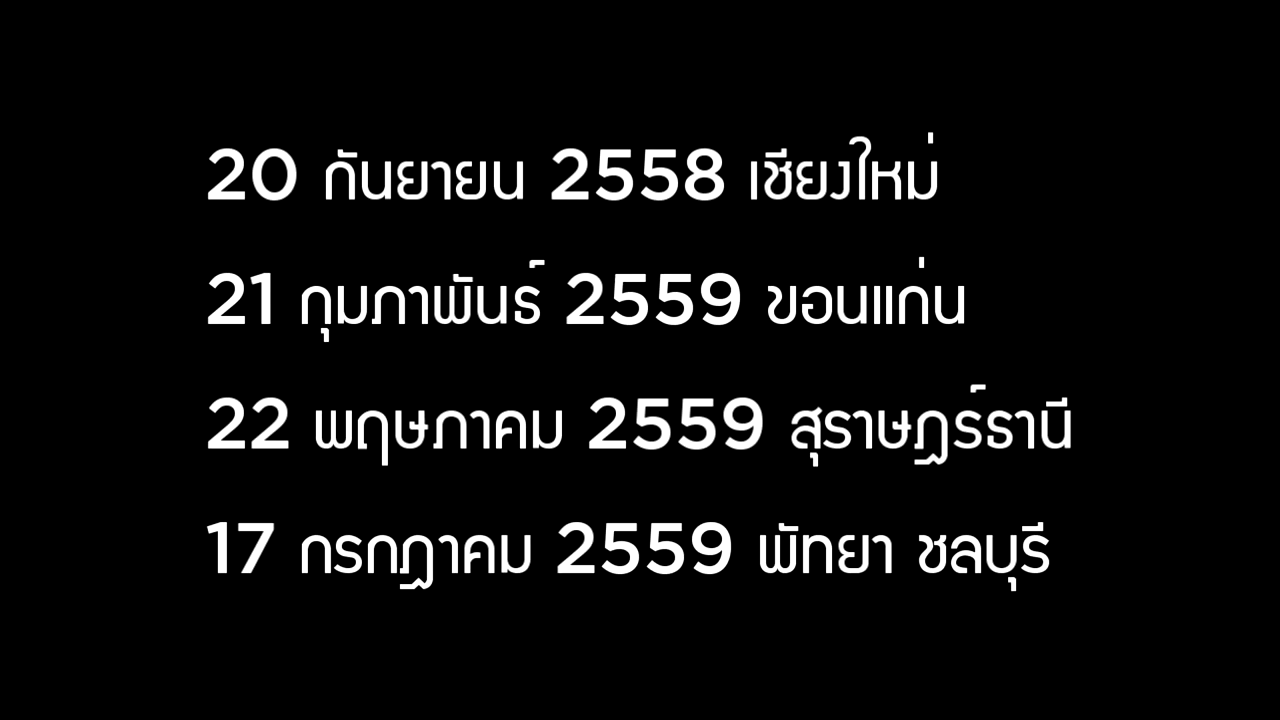 20 กันยายน 2558 เชียงใหม่
21 กุมภาพันธ์ 2559 ขอนแก่น
22 พฤษภาคม 2559 สุราษฎร์ธานี
17 กรกฎาคม 2559 พัทยา ชลบุรี